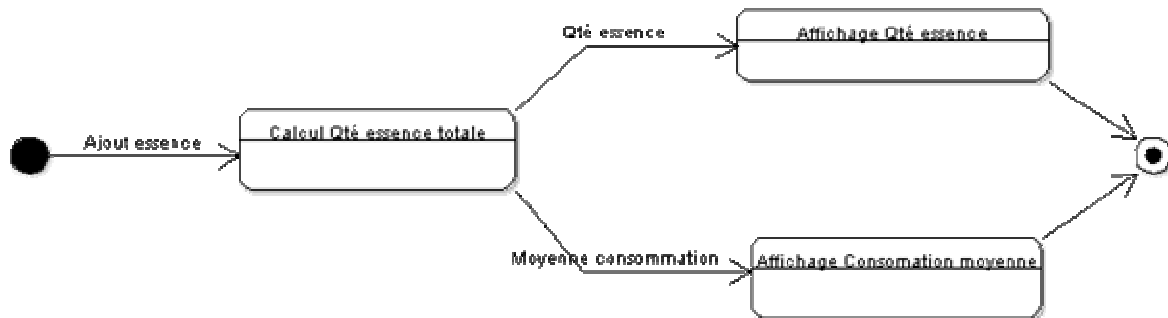 Qté essence
Affichage Qté essence
Ajout essence
Calcul Qté essence totale
Moyenne consommation
Affichage Consomation moyenne